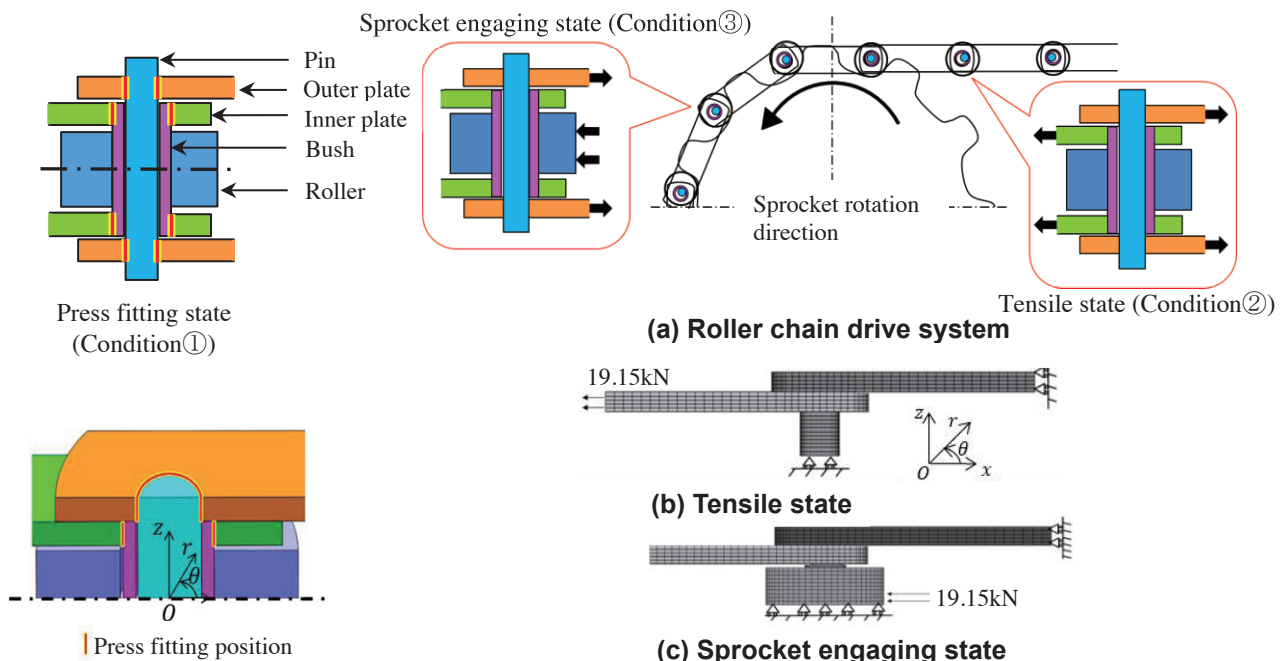 Sprocket engaging state (Condition③)
Pin
Outer plate
Inner plate
Bush
Roller
Press fitting state
(Condition①)
Sprocket rotation
direction
Tensile state (Condition②)
(a) Roller chain drive system
19.15kN
z
r
θ
O
x
(b) Tensile state
z
r
θ
O
Press fitting position
19.15kN
(c) Sprocket engaging state